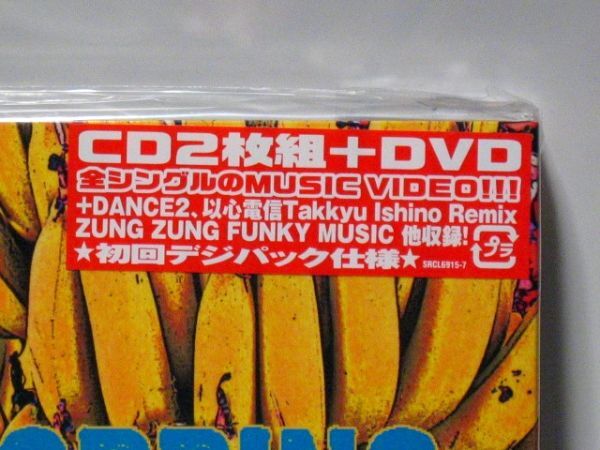 CD2枚組+DVD
全シングルのMUSIC VIDEO!!!
+DANCE2、以心電信Takkyu Ishino Remix
ZUNG ZUNG FUNKY MUSIC 他収録!
プラ
★初回デジパック仕様★
SRCL6915-7